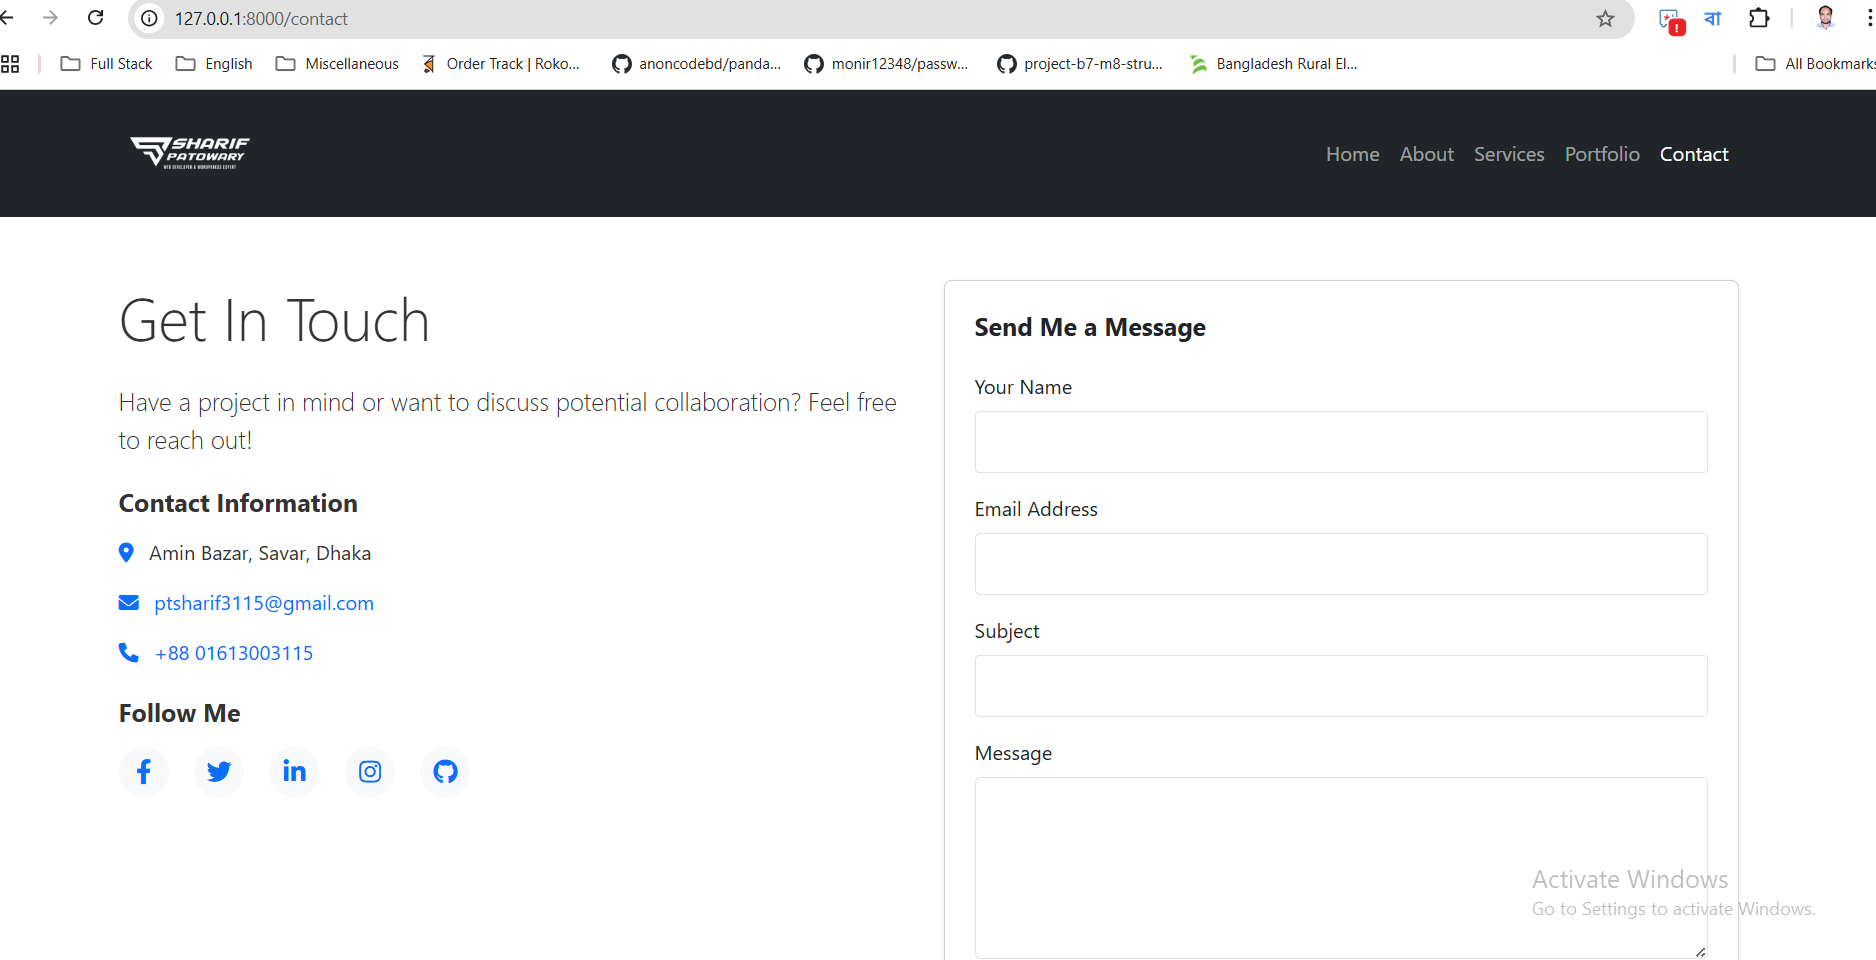 127.0.0.1:8000/contact
বা
Full Stack
English
Miscellaneous
Order Track | Roko...
anoncodebd/panda...
monir12348/passw...
project-b7-m8-stru...
Bangladesh Rural El...
All Bookmarks
SHARIF
PATOWARY
WEB DEVELOPER & WORDPRESS EXPERT
Home
About
Services
Portfolio
Contact
Get In Touch
Have a project in mind or want to discuss potential collaboration? Feel free
to reach out!
Contact Information
Amin Bazar, Savar, Dhaka
ptsharif3115@gmail.com
+88 01613003115
Follow Me
Send Me a Message
Your Name
Email Address
Subject
Message
Activate Windows
Go to Settings to activate Windows.